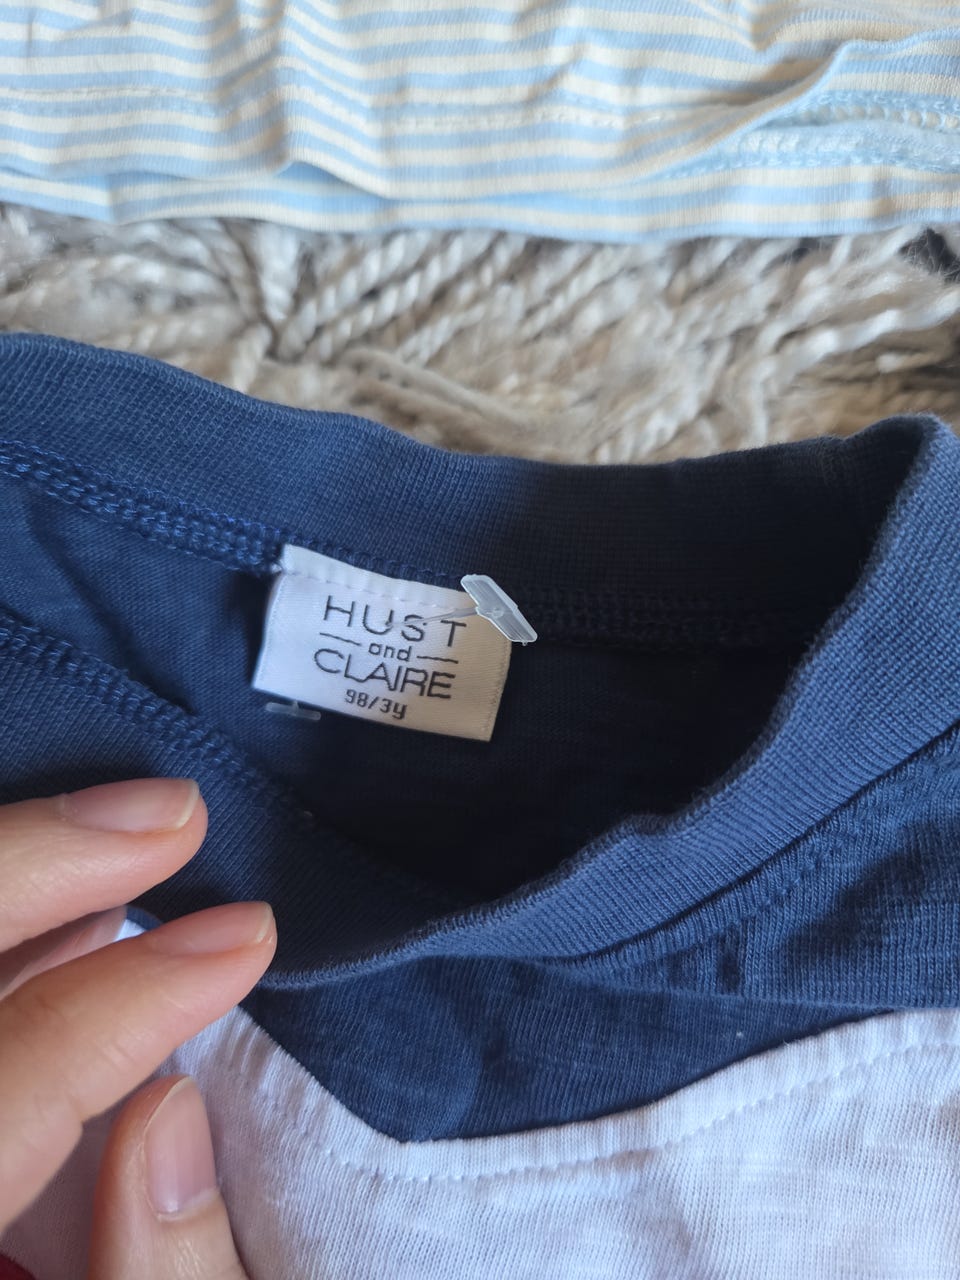 HUST
and
CLAIRE
98/3y